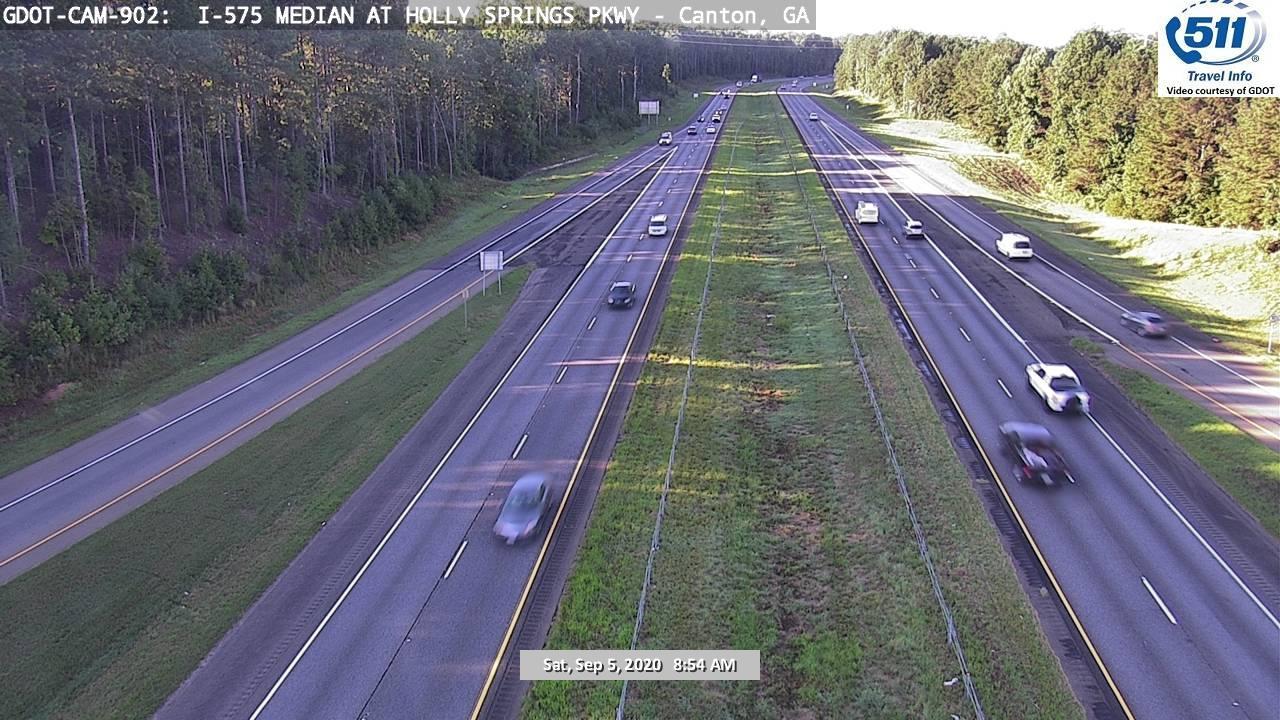 GDOT-CAM-902: I-575 MEDIAN AT HOLLY SPRINGS PKWY - Canton, GA
511®
Travel Info
Video courtesy of GDOT
Sat, Sep 5, 2020 8:54 AM